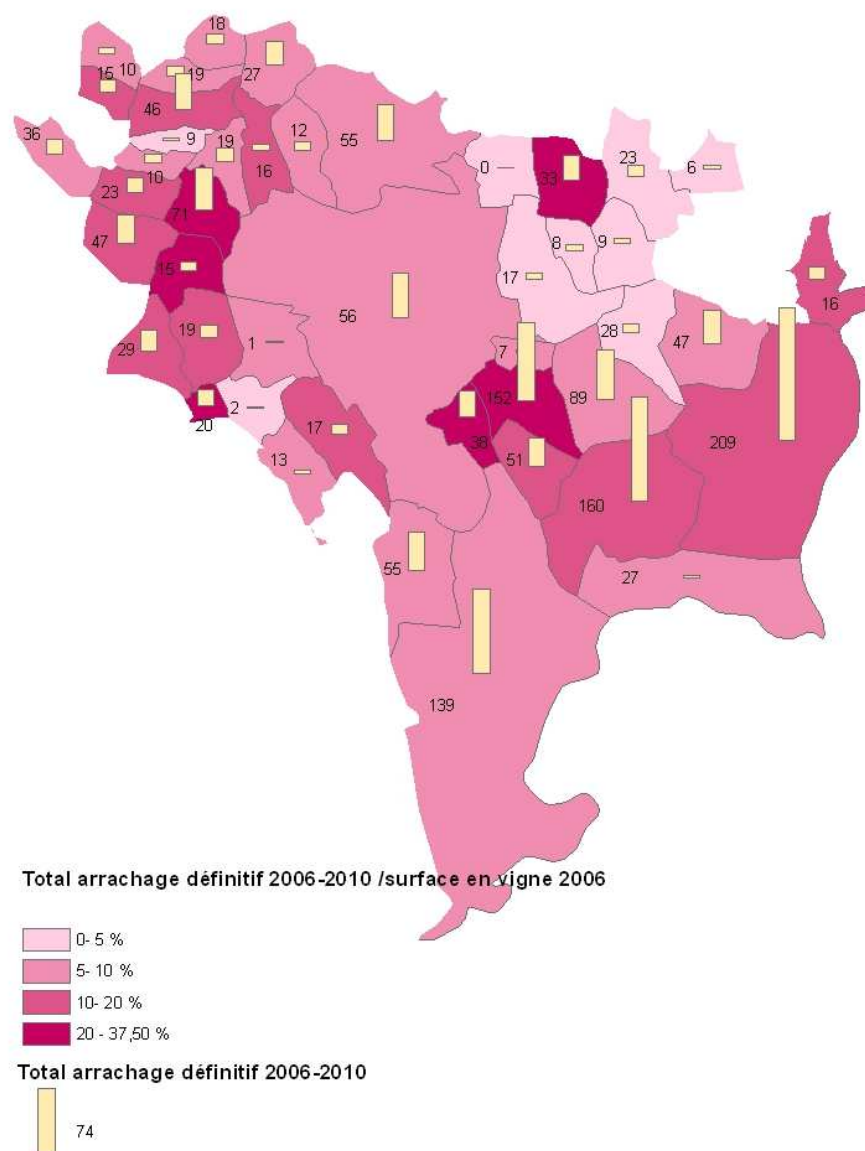 18
15 10 19 27
46
36 9 19 12 55
10 16 0 33 23 6
23
71
47 8 9
15 17
16
56 28 47
29 19 1 7
2 152 89
20 17 38 209
13 51
160
55 27
139
Total arrachage définitif 2006-2010 /surface en vigne 2006
0- 5 %
5- 10 %
10- 20 %
20 - 37,50 %
Total arrachage définitif 2006-2010
74